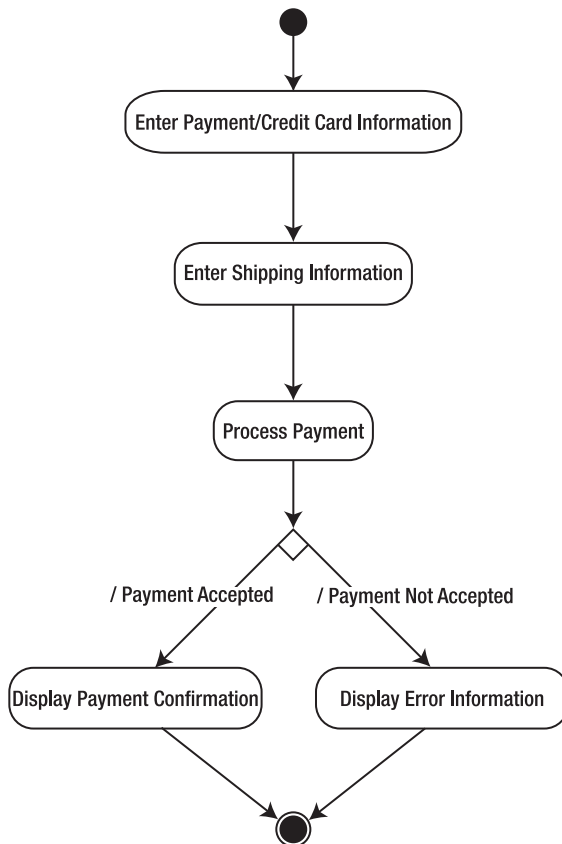 Enter Payment/Credit Card Information
Enter Shipping Information
Process Payment
/ Payment Accepted
/ Payment Not Accepted
Display Payment Confirmation
Display Error Information